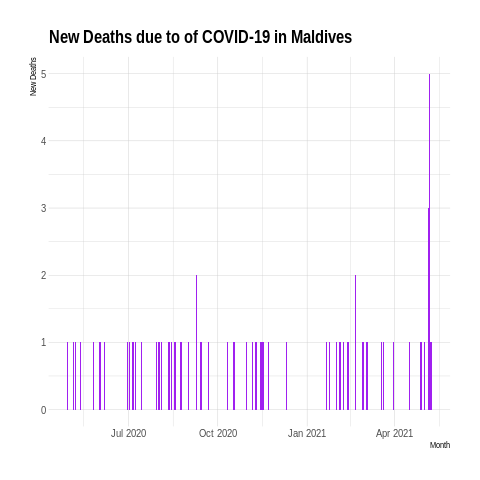 New Deaths due to of COVID-19 in Maldives
New Deaths
5
4
3
2
1
0
Jul 2020 Oct 2020 Jan 2021 Apr 2021
Month